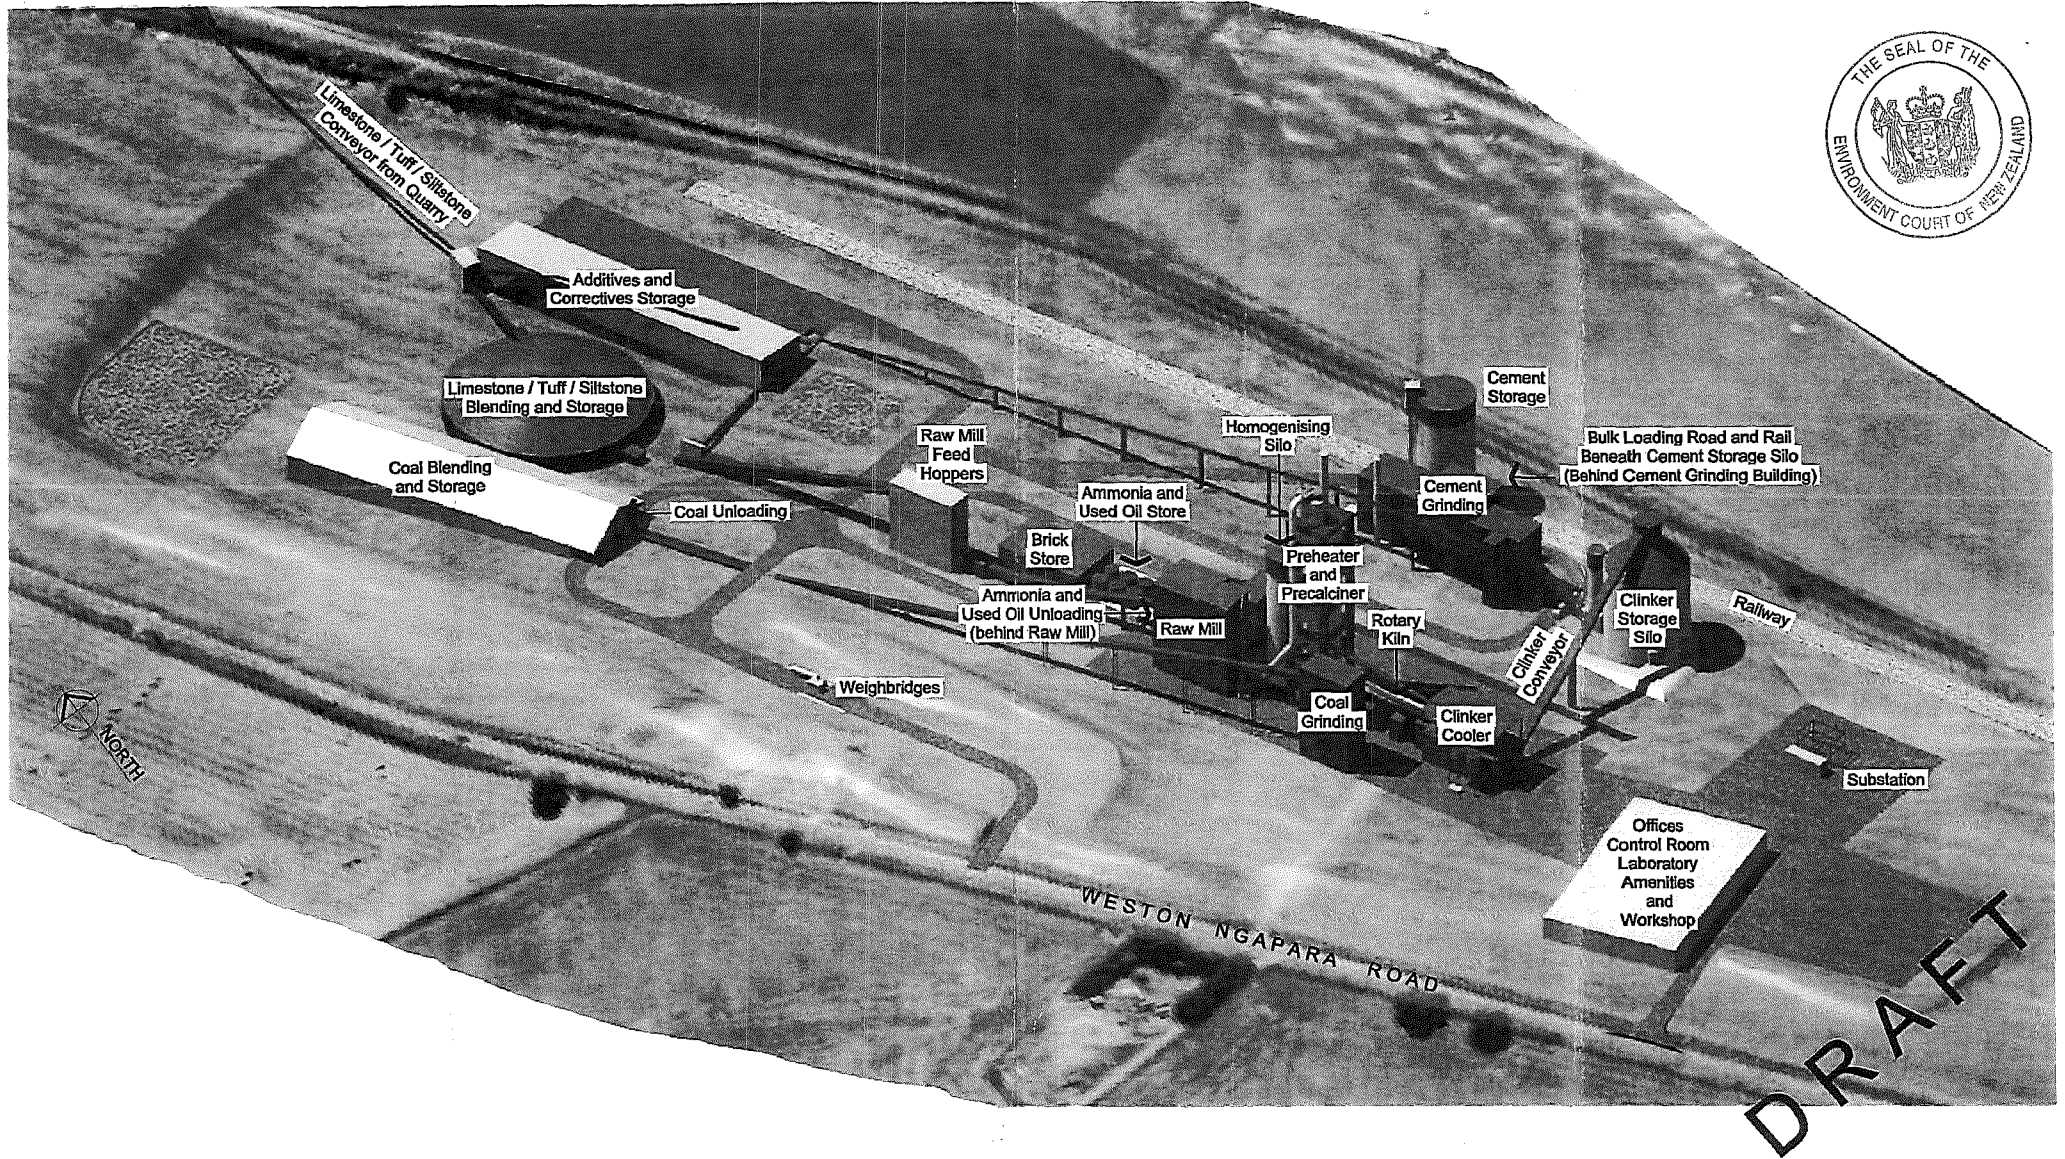 THE SEAL OF THE
ENVIRONMENT COURT OF NEW ZEALAND
Limestone / Tuff / Siltstone
Conveyor from Quarry
Additives and
Correctives Storage
Limestone / Tuff / Siltstone
Blending and Storage
Coal Blending
and Storage
Coal Unloading
Raw Mill
Feed
Hoppers
Homogenising
Silo
Cement
Storage
Bulk Loading Road and Rail
Beneath Cement Storage Silo
(Behind Cement Grinding Building)
Cement
Grinding
Ammonia and
Used Oil Store
Brick
Store
Preheater
and
Precalciner
Ammonia and
Used Oil Unloading
(behind Raw Mill)
Raw Mill
Rotary
Kiln
Clinker
Conveyor
Clinker
Storage
Silo
Railway
Weighbridges
Coal
Grinding
Clinker
Cooler
NORTH
Substation
Offices
Control Room
Laboratory
Amenities
and
Workshop
WESTON NGAPARA ROAD
DRAFT